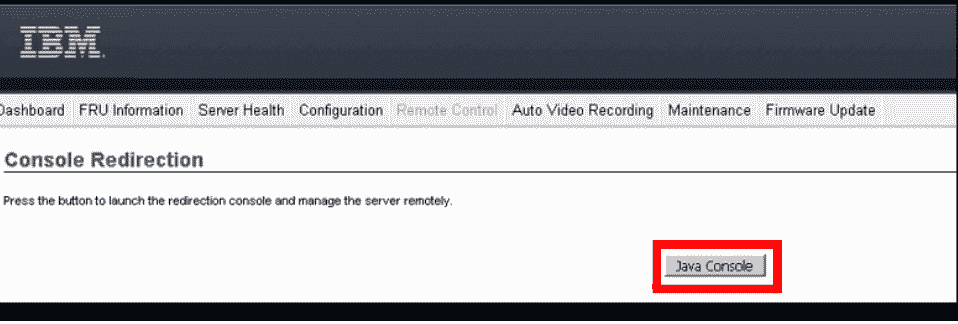 IBM.
Dashboard FRU Information Server Health Configuration Remote Control Auto Video Recording Maintenance Firmware Update
Console Redirection
Press the button to launch the redirection console and manage the server remotely.
Java Console